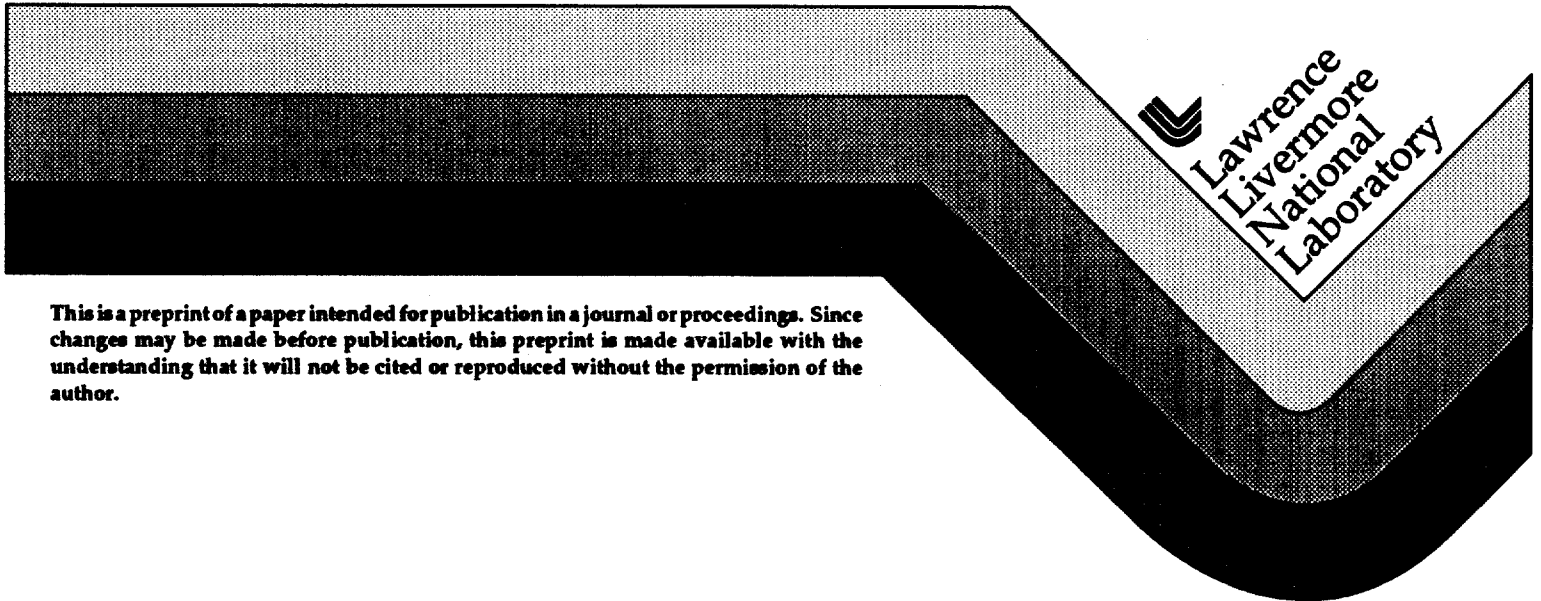 Lawrence
Livermore
National
Laboratory
This is a preprint of a paper intended for publication in a journal or proceedings. Since
changes may be made before publication, this preprint is made available with the
understanding that it will not be cited or reproduced without the permission of the
author.